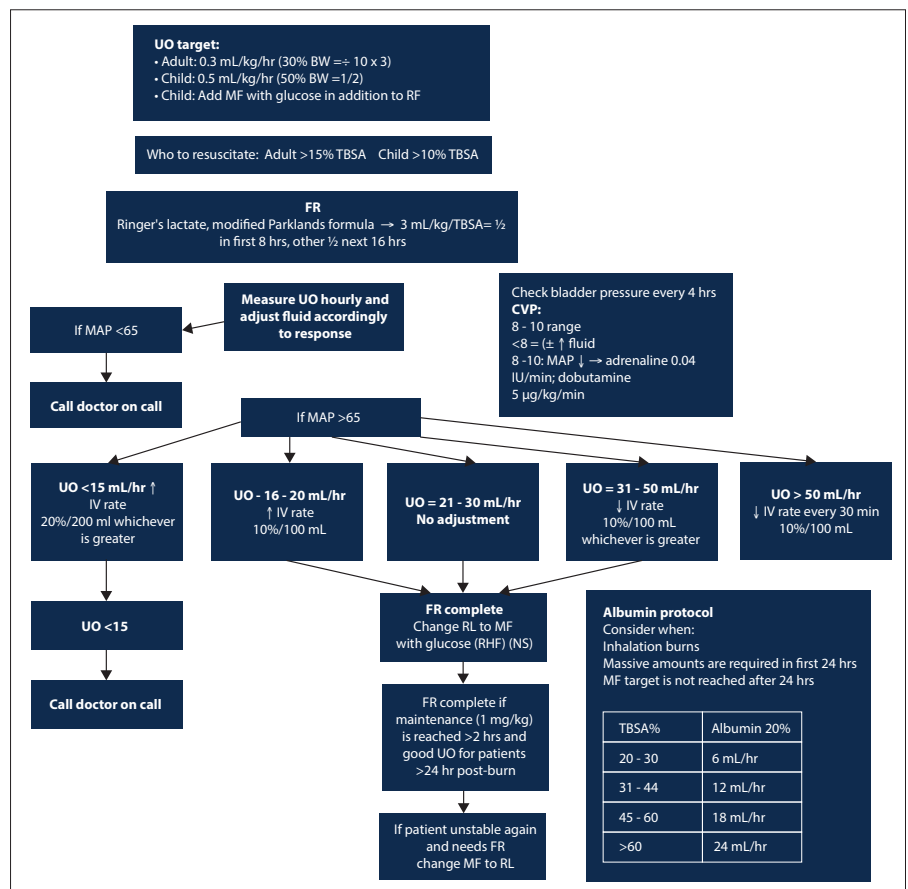 UO target:
• Adult: 0.3 mL/kg/hr (30% BW =÷ 10 x 3)
• Child: 0.5 mL/kg/hr (50% BW =1/2)
• Child: Add MF with glucose in addition to RF
Who to resuscitate: Adult >15% TBSA Child >10% TBSA
FR
Ringer's lactate, modified Parklands formula → 3 mL/kg/TBSA= ½
in first 8 hrs, other ½ next 16 hrs
Measure UO hourly and
adjust fluid accordingly
to response
If MAP <65
Call doctor on call
Check bladder pressure every 4 hrs
CVP:
8 - 10 range
<8 = (± ↑ fluid
8 -10: MAP ↓ → adrenaline 0.04
IU/min; dobutamine
5 µg/kg/min
If MAP >65
UO <15 mL/hr ↑
IV rate
20%/200 ml whichever
is greater
UO - 16 - 20 mL/hr
↑ IV rate
10%/100 mL
UO = 21 - 30 mL/hr
No adjustment
UO = 31 - 50 mL/hr
↓ IV rate
10%/100 mL
whichever is greater
UO > 50 mL/hr
↓ IV rate every 30 min
10%/100 mL
UO <15
Call doctor on call
FR complete
Change RL to MF
with glucose (RHF) (NS)
FR complete if
maintenance (1 mg/kg)
is reached >2 hrs and
good UO for patients
>24 hr post-burn
If patient unstable again
and needs FR
change MF to RL
Albumin protocol
Consider when:
Inhalation burns
Massive amounts are required in first 24 hrs
MF target is not reached after 24 hrs
TBSA% Albumin 20%
20 - 30 6 mL/hr
31 - 44 12 mL/hr
45 - 60 18 mL/hr
>60 24 mL/hr